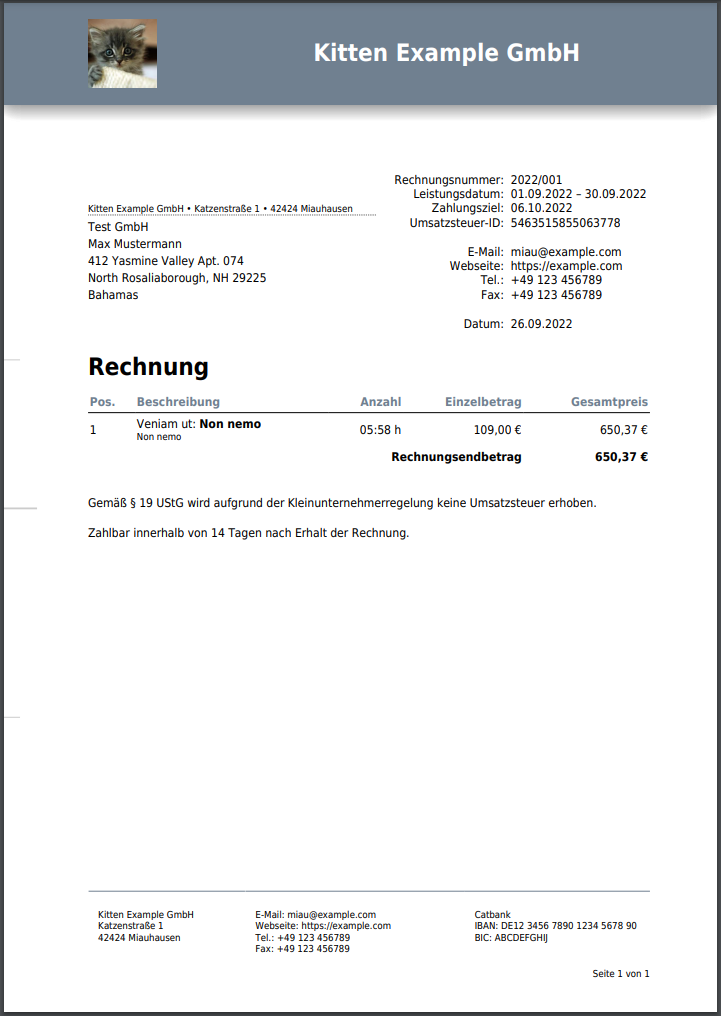 Kitten Example GmbH
Rechnungsnummer: 2022/001
Leistungsdatum: 01.09.2022 – 30.09.2022
Zahlungsziel: 06.10.2022
Umsatzsteuer-ID: 5463515855063778
E-Mail: miau@example.com
Webseite: https://example.com
Tel.: +49 123 456789
Fax: +49 123 456789
Datum: 26.09.2022
Kitten Example GmbH • Katzenstraße 1 • 42424 Miauhausen
Test GmbH
Max Mustermann
412 Yasmine Valley Apt. 074
North Rosaliaborough, NH 29225
Bahamas
Rechnung
Pos. Beschreibung Anzahl Einzelbetrag Gesamtpreis
1 Veniam ut: Non nemo 05:58 h 109,00 € 650,37 €
Non nemo
Rechnungsendbetrag 650,37 €
Gemäß § 19 UStG wird aufgrund der Kleinunternehmerregelung keine Umsatzsteuer erhoben.
Zahlbar innerhalb von 14 Tagen nach Erhalt der Rechnung.
Kitten Example GmbH
Katzenstraße 1
42424 Miauhausen
E-Mail: miau@example.com
Webseite: https://example.com
Tel.: +49 123 456789
Fax: +49 123 456789
Catbank
IBAN: DE12 3456 7890 1234 5678 90
BIC: ABCDEFGHIJ
Seite 1 von 1